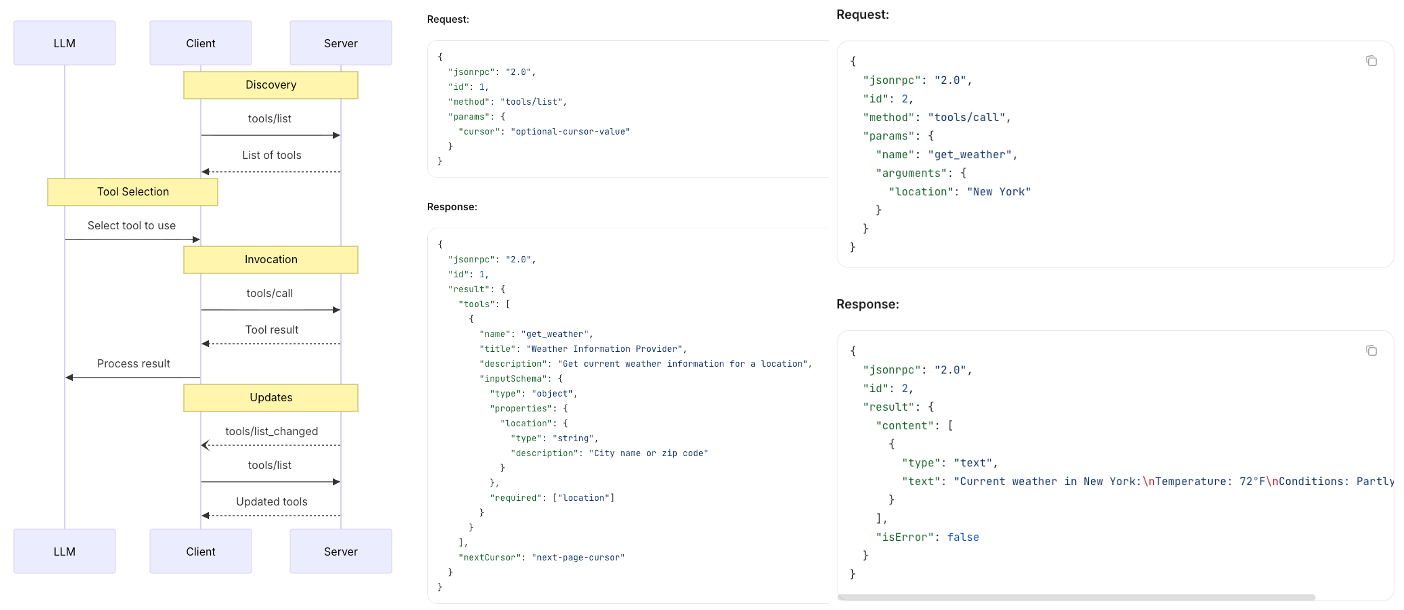 LLM
Client
Server
Discovery
tools/list
List of tools
Tool Selection
Select tool to use
Invocation
tools/call
Tool result
Process result
Updates
tools/list_changed
tools/list
Updated tools
LLM
Client
Server
Request:
{
  "jsonrpc": "2.0",
  "id": 1,
  "method": "tools/list",
  "params": {
    "cursor": "optional-cursor-value"
  }
}
Response:
{
  "jsonrpc": "2.0",
  "id": 1,
  "result": {
    "tools": [
      {
        "name": "get_weather",
        "title": "Weather Information Provider",
        "description": "Get current weather information for a location",
        "inputSchema": {
          "type": "object",
          "properties": {
            "location": {
              "type": "string",
              "description": "City name or zip code"
            }
          },
          "required": ["location"]
        }
      }
    ],
    "nextCursor": "next-page-cursor"
  }
}
Request:
{
  "jsonrpc": "2.0",
  "id": 2,
  "method": "tools/call",
  "params": {
    "name": "get_weather",
    "arguments": {
      "location": "New York"
    }
  }
}
Response:
{
  "jsonrpc": "2.0",
  "id": 2,
  "result": {
    "content": [
      {
        "type": "text",
        "text": "Current weather in New York:\nTemperature: 72°F\nConditions: Partly
      }
    ],
    "isError": false
  }
}